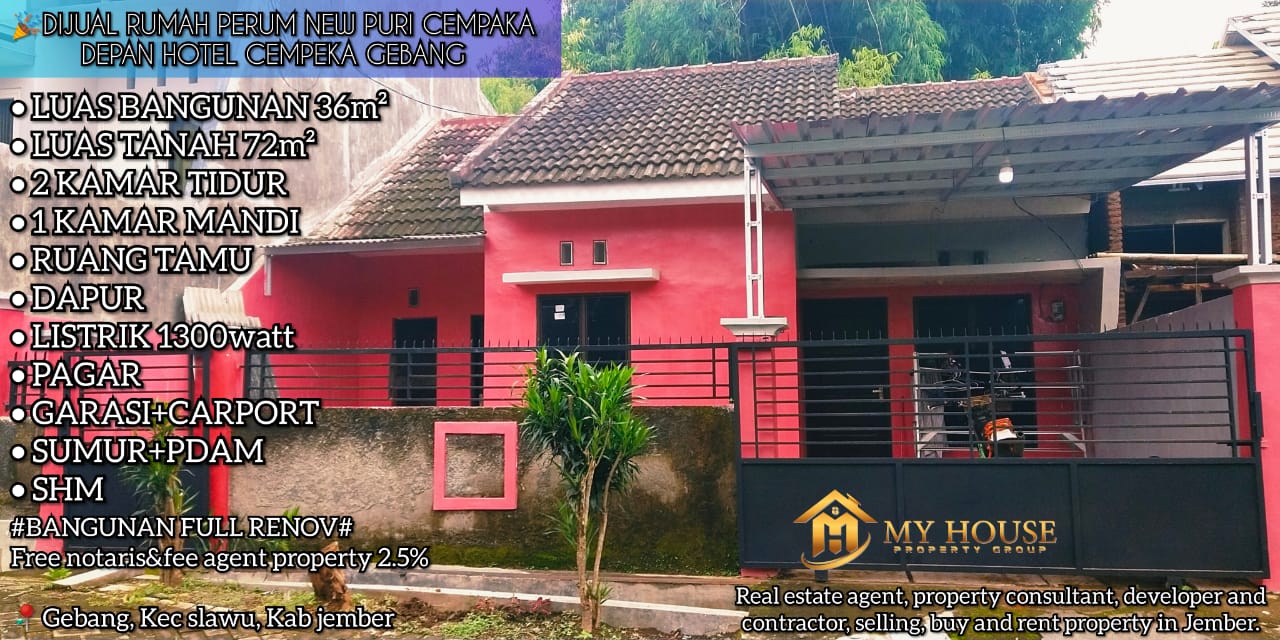 🎉 DIJUAL RUMAH PERUM NEW PURI CEMPAKA
DEPAN HOTEL CEMPEKA GEBANG
• LUAS BANGUNAN 36m²
• LUAS TANAH 72m²
• 2 KAMAR TIDUR
• 1 KAMAR MANDI
• RUANG TAMU
• DAPUR
• LISTRIK 1300watt
• PAGAR
• GARASI+CARPORT
• SUMUR+PDAM
• SHM
#BANGUNAN FULL RENOV#
Free notaris&fee agent property 2.5%
📍 Gebang, Kec slawu, Kab jember
MY HOUSE
PROPERTY GROUP
Real estate agent, property consultant, developer and
contractor, selling, buy and rent property in Jember.